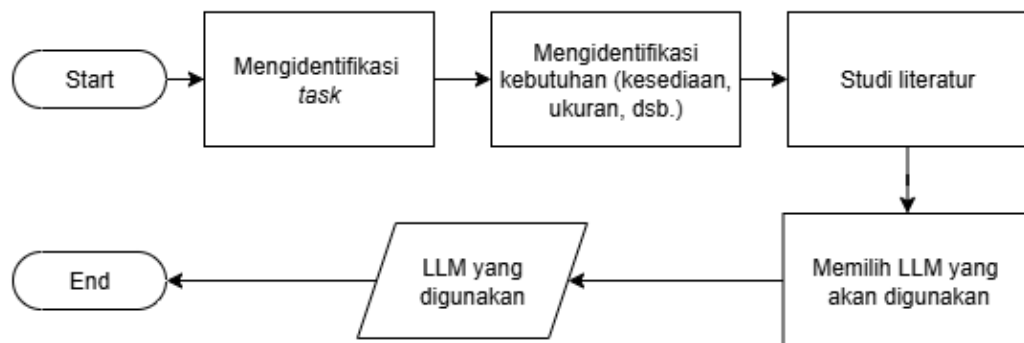 Start
Mengidentifikasi
task
Mengidentifikasi
kebutuhan (kesediaan,
ukuran, dsb.)
Studi literatur
Memilih LLM yang
akan digunakan
LLM yang
digunakan
End